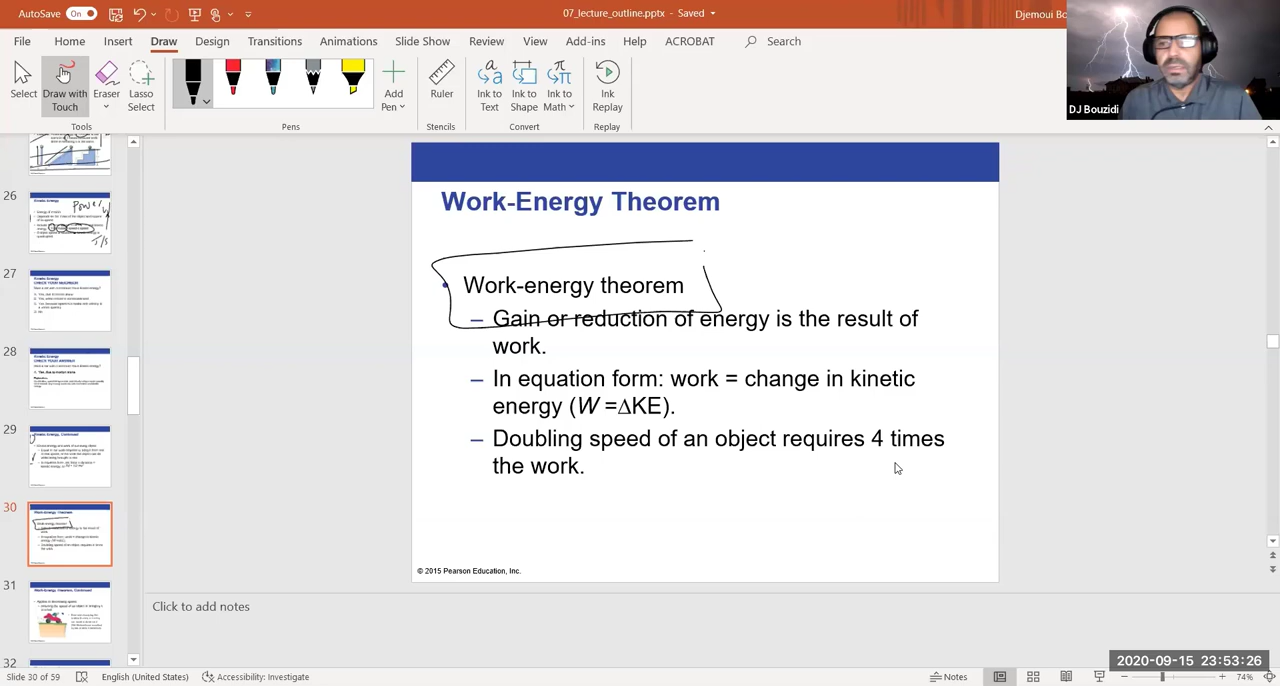 AutoSave On
07_lecture_outline.pptx - Saved
Djemoui Bo
File Home Insert Draw Design Transitions Animations Slide Show Review View Add-ins Help ACROBAT Search
Select Draw with Touch Eraser Lasso Select Add Pen Ruler Ink to Text Ink to Shape Ink to Math Ink Replay
Tools Pens Stencils Convert Replay
DJ Bouzidi
26
Power
J/s
27
28
29
30
31
32
Work-Energy Theorem
• Work-energy theorem
– Gain or reduction of energy is the result of
work.
– In equation form: work = change in kinetic
energy (W =∆KE).
– Doubling speed of an object requires 4 times
the work.
© 2015 Pearson Education, Inc.
Click to add notes
2020-09-15 23:53:26
Slide 30 of 59 English (United States) Accessibility: Investigate Notes 74%